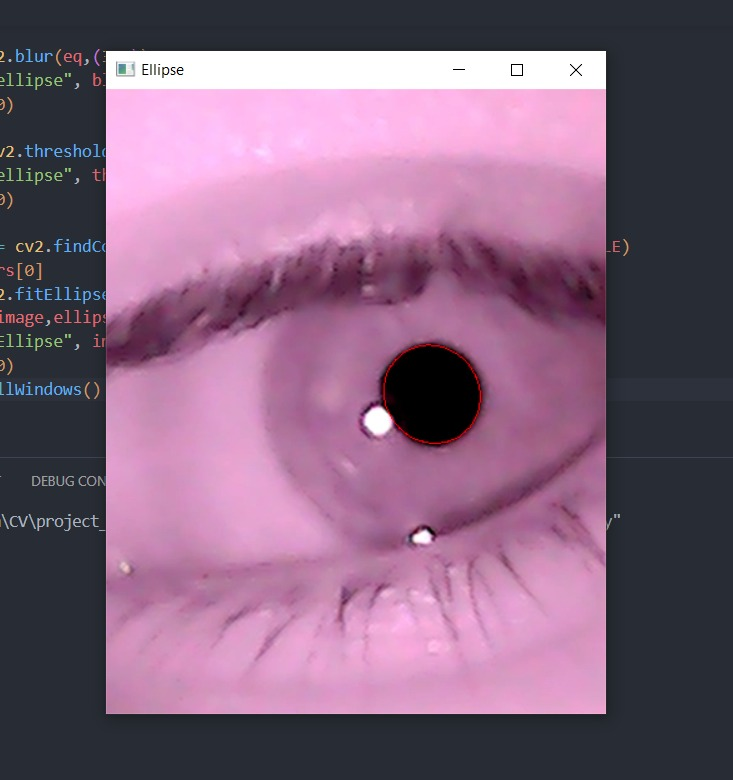 2.blur(eq,(
Ellipse
ellipse", bl
0)
v2.threshold
ellipse", th
0)
= cv2.findCo
LE)
rs[0]
2.fitEllipse
image,ellips
Ellipse", im
0)
llWindows()
DEBUG CON
\CV\project_
y"